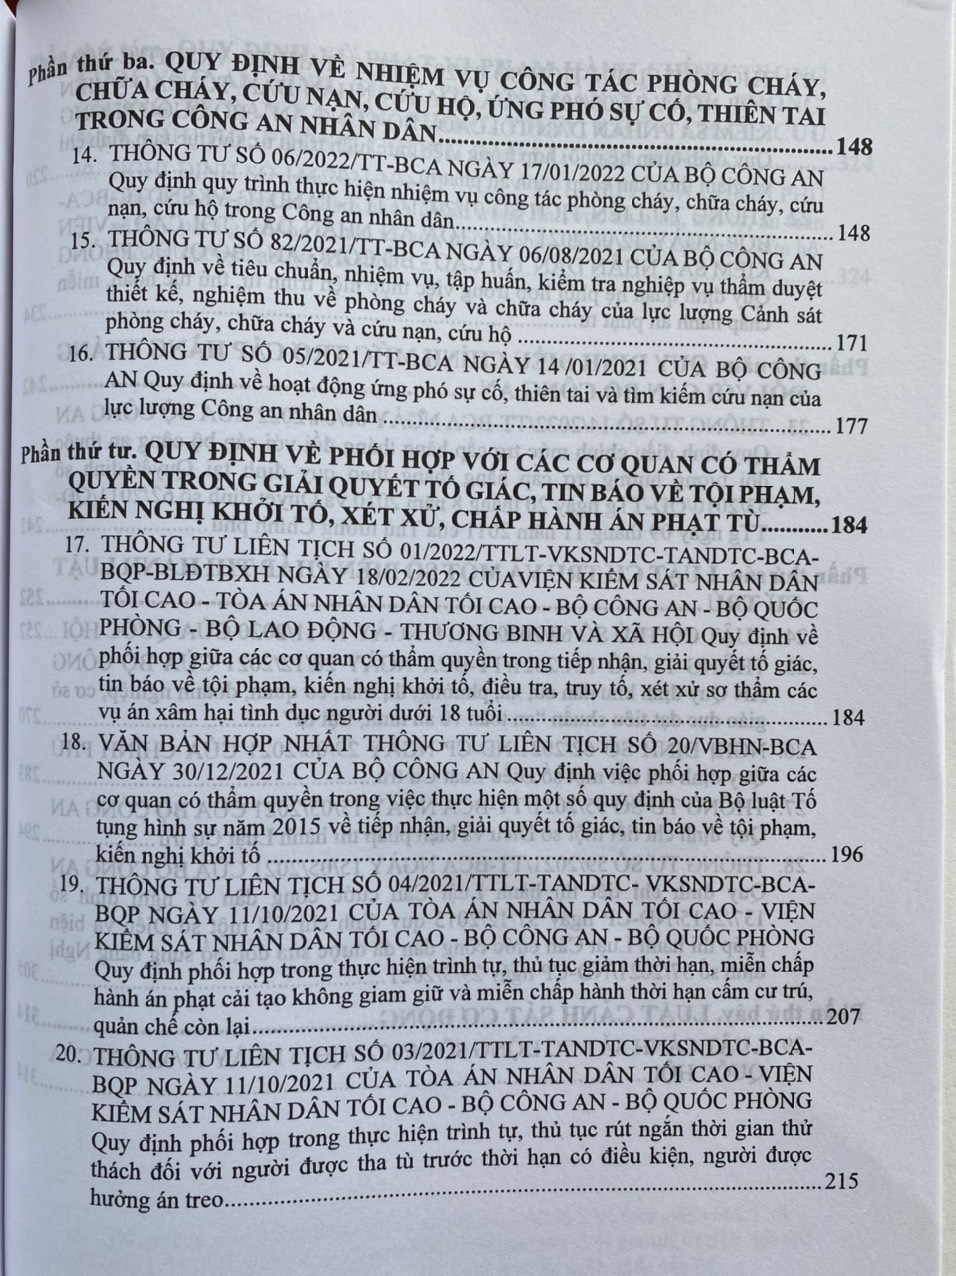 Phần thứ ba. QUY ĐỊNH VỀ NHIỆM VỤ CÔNG TÁC PHÒNG CHÁY,
CHỮA CHÁY, CỨU NẠN, CỨU HỘ, ỨNG PHÓ SỰ CỐ, THIÊN TAI
TRONG CÔNG AN NHÂN DÂN....................148
14. THÔNG TƯ SỐ 06/2022/TT-BCA NGÀY 17/01/2022 CỦA BỘ CÔNG AN
Quy định quy trình thực hiện nhiệm vụ công tác phòng cháy, chữa cháy, cứu
nạn, cứu hộ trong Công an nhân dân....................148
15. THÔNG TƯ SỐ 82/2021/TT-BCA NGÀY 06/08/2021 CỦA BỘ CÔNG AN
Quy định về tiêu chuẩn, nhiệm vụ, tập huấn, kiểm tra nghiệp vụ thẩm duyệt
thiết kế, nghiệm thu về phòng cháy và chữa cháy của lực lượng Cảnh sát
phòng cháy, chữa cháy và cứu nạn, cứu hộ ....................171
16. THÔNG TƯ SỐ 05/2021/TT-BCA NGÀY 14 /01/2021 CỦA BỘ CÔNG
AN Quy định về hoạt động ứng phó sự cố, thiên tai và tìm kiếm cứu nạn của
lực lượng Công an nhân dân ....................177
Phần thứ tư. QUY ĐỊNH VỀ PHỐI HỢP VỚI CÁC CƠ QUAN CÓ THẨM
QUYỀN TRONG GIẢI QUYẾT TỐ GIÁC, TIN BÁO VỀ TỘI PHẠM,
KIẾN NGHỊ KHỞI TỐ, XÉT XỬ, CHẤP HÀNH ÁN PHẠT TÙ...........184
17. THÔNG TƯ LIÊN TỊCH SỐ 01/2022/TTLT-VKSNDTC-TANDTC-BCA-
BQP-BLĐTBXH NGÀY 18/02/2022 CỦAVIỆN KIỂM SÁT NHÂN DÂN
TỐI CAO - TÒA ÁN NHÂN DÂN TỐI CAO - BỘ CÔNG AN - BỘ QUỐC
PHÒNG - BỘ LAO ĐỘNG - THƯƠNG BINH VÀ XÃ HỘI Quy định về
phối hợp giữa các cơ quan có thẩm quyền trong tiếp nhận, giải quyết tố giác,
tin báo về tội phạm, kiến nghị khởi tố, điều tra, truy tố, xét xử sơ thẩm các
vụ án xâm hại tình dục người dưới 18 tuổi....................184
18. VĂN BẢN HỢP NHẤT THÔNG TƯ LIÊN TỊCH SỐ 20/VBHN-BCA
NGÀY 30/12/2021 CỦA BỘ CÔNG AN Quy định việc phối hợp giữa các
cơ quan có thẩm quyền trong việc thực hiện một số quy định của Bộ luật Tố
tụng hình sự năm 2015 về tiếp nhận, giải quyết tố giác, tin báo về tội phạm,
kiến nghị khởi tố ....................196
19. THÔNG TƯ LIÊN TỊCH SỐ 04/2021/TTLT-TANDTC- VKSNDTC-BCA-
BQP NGÀY 11/10/2021 CỦA TÒA ÁN NHÂN DÂN TỐI CAO - VIỆN
KIỂM SÁT NHÂN DÂN TỐI CAO - BỘ CÔNG AN - BỘ QUỐC PHÒNG
Quy định phối hợp trong thực hiện trình tự, thủ tục giảm thời hạn, miễn chấp
hành án phạt cải tạo không giam giữ và miễn chấp hành thời hạn cấm cư trú,
quản chế còn lại....................207
20. THÔNG TƯ LIÊN TỊCH SỐ 03/2021/TTLT-TANDTC-VKSNDTC-BCA-
BQP NGÀY 11/10/2021 CỦA TÒA ÁN NHÂN DÂN TỐI CAO - VIỆN
KIỂM SÁT NHÂN DÂN TỐI CAO - BỘ CÔNG AN - BỘ QUỐC PHÒNG
Quy định phối hợp trong thực hiện trình tự, thủ tục rút ngắn thời gian thử
thách đối với người được tha tù trước thời hạn có điều kiện, người được
hưởng án treo....................215